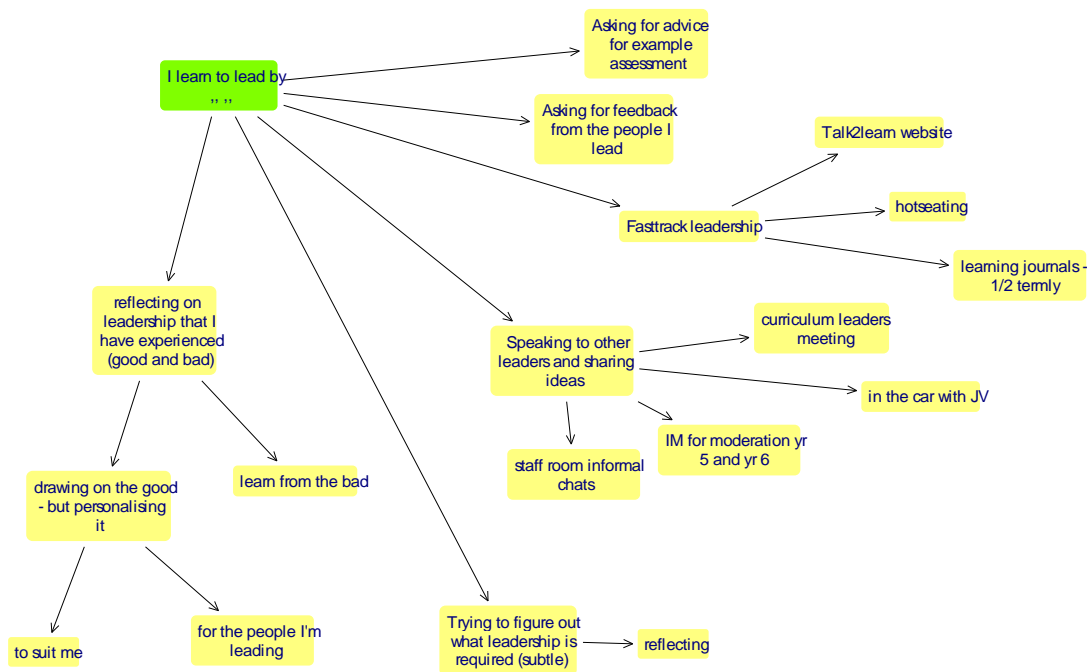 I learn to lead by
,, ,,
Asking for advice
for example
assessment
Asking for feedback
from the people I
lead
Fasttrack leadership
Talk2learn website
hotseating
learning journals -
1/2 termly
Speaking to other
leaders and sharing
ideas
curriculum leaders
meeting
in the car with JV
IM for moderation yr
5 and yr 6
staff room informal
chats
reflecting on
leadership that I
have experienced
(good and bad)
drawing on the good
- but personalising
it
learn from the bad
to suit me
for the people I'm
leading
Trying to figure out
what leadership is
required (subtle)
reflecting